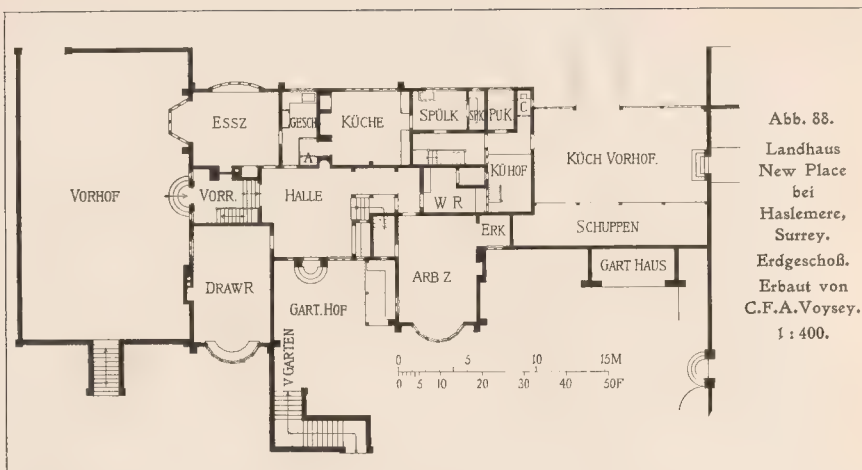 ESSZ
GESCH
KÜCHE
SPÜLK
SPK
PUK
C
VORHOF
VORR.
A
HALLE
W R
KÜHOF
KÜCH VORHOF.
ERK
SCHUPPEN
DRAWR
GART. HOF
ARB Z
GART HAUS
V GARTEN
0 5 10 15M
0 5 10 20 30 40 50F
Abb. 88.
Landhaus
New Place
bei
Haslemere,
Surrey.
Erdgeschoß.
Erbaut von
C.F.A.Voysey.
1 : 400.